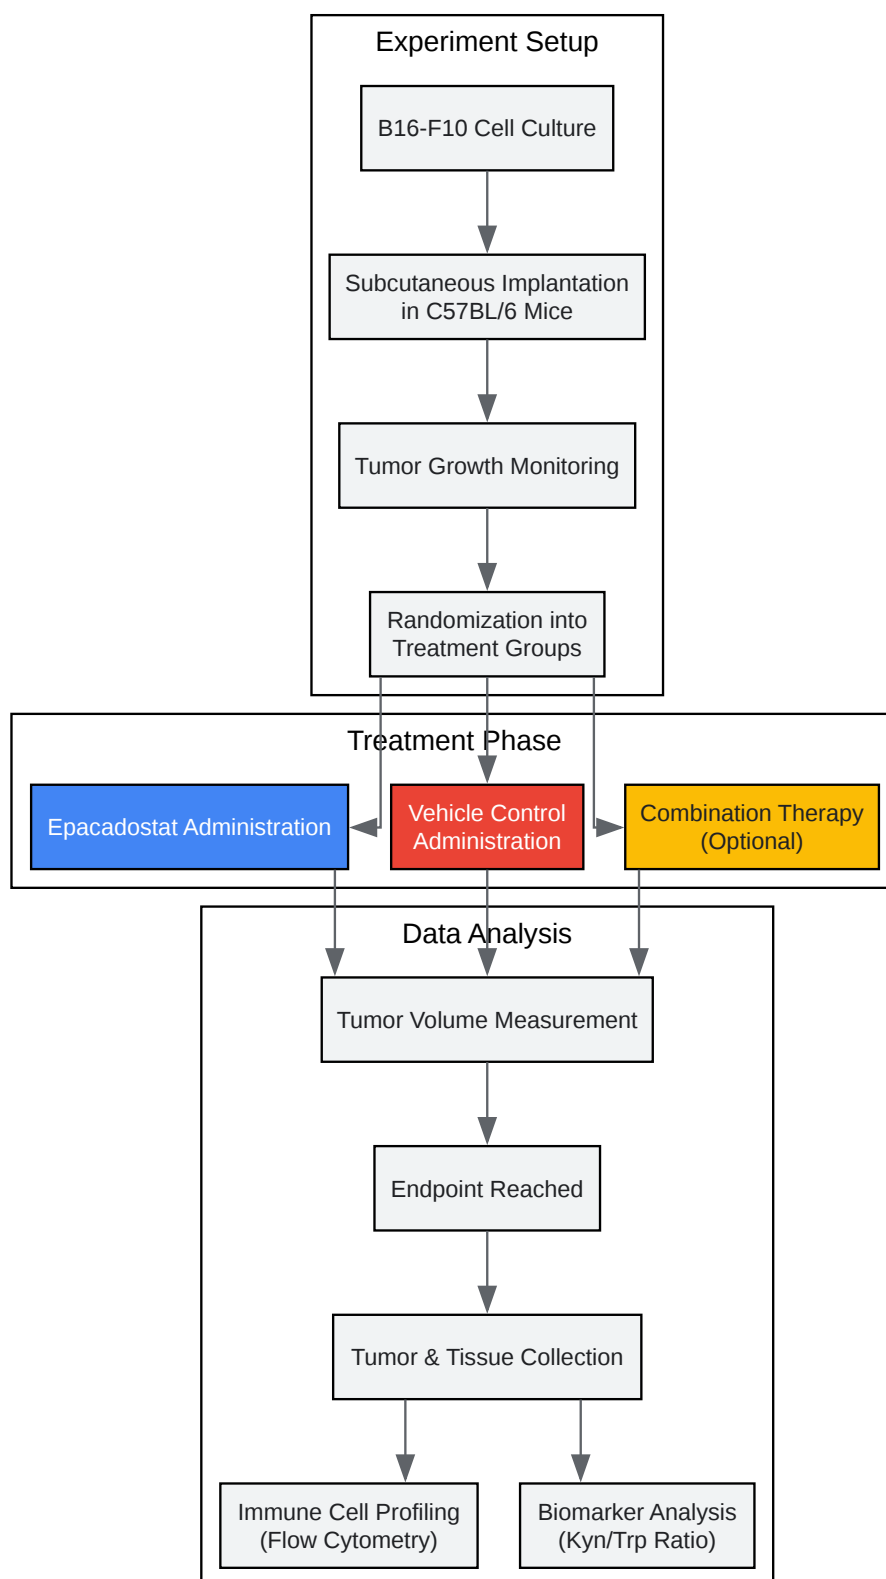 Experiment Setup
B16-F10 Cell Culture
Subcutaneous Implantation
in C57BL/6 Mice
Tumor Growth Monitoring
Randomization into
Treatment Groups
Treatment Phase
Epacadostat Administration
Vehicle Control
Administration
Combination Therapy
(Optional)
Data Analysis
Tumor Volume Measurement
Endpoint Reached
Tumor & Tissue Collection
Immune Cell Profiling
(Flow Cytometry)
Biomarker Analysis
(Kyn/Trp Ratio)